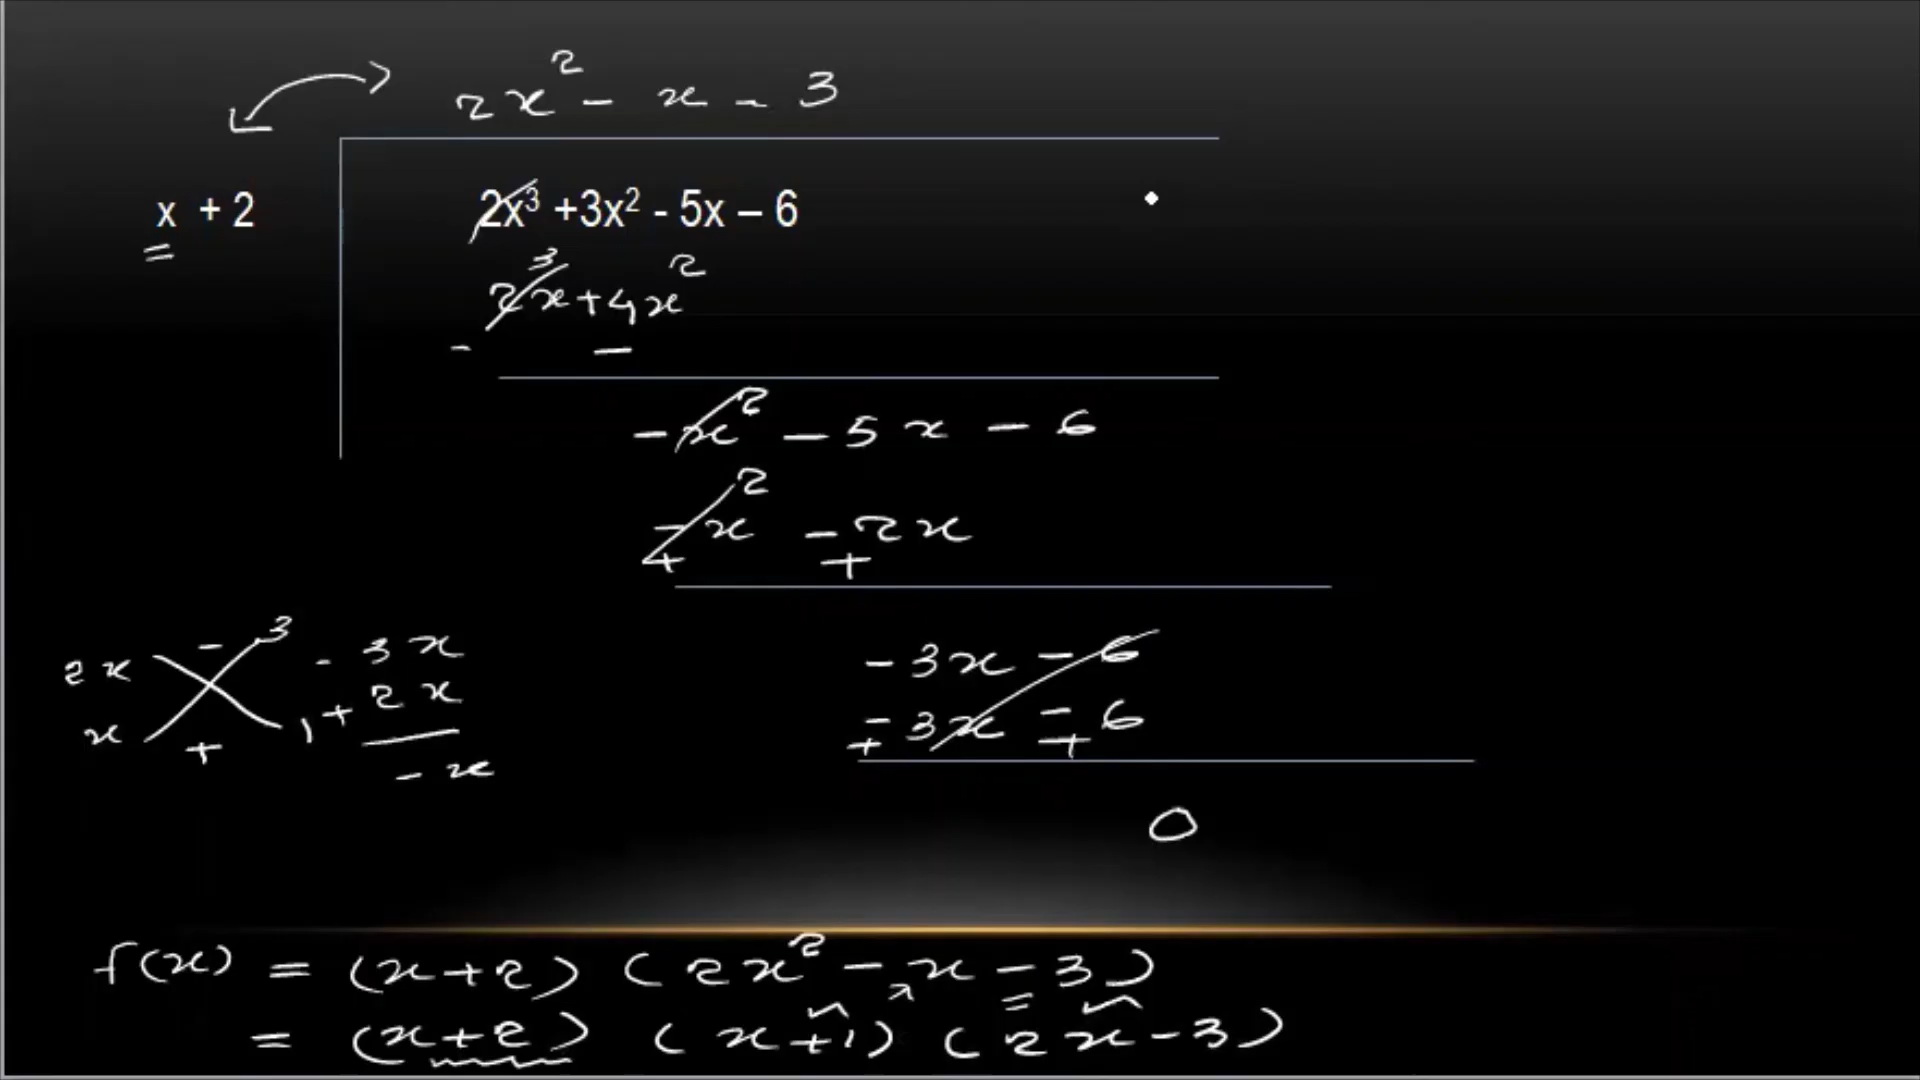 2x² - x - 3
x + 2
2x³ +3x² - 5x – 6
2x³ + 4x²
- -
-x² - 5x - 6
-x² - 2x
+ +
-3x - 6
-3x - 6
+ +
0
2x - 3 - 3x
x + 1 + 2x
- x
f(x) = (x+2) (2x² - x - 3)
= (x+2) (x+1) (2x-3)